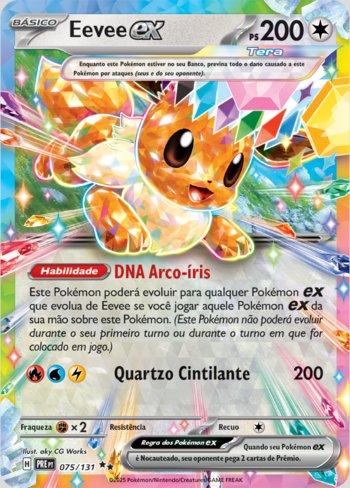 BÁSICO
Eevee ex
PS 200
Tera
Enquanto este Pokémon estiver no seu Banco, previna todo o dano causado a este
Pokémon por ataques (seus e do seu oponente).
Habilidade DNA Arco-íris
Este Pokémon poderá evoluir para qualquer Pokémon ex
que evolua de Eevee se você jogar aquele Pokémon ex da
sua mão sobre este Pokémon. (Este Pokémon não poderá evoluir
durante o seu primeiro turno ou durante o turno em que for
colocado em jogo.)
Quartzo Cintilante 200
Fraqueza x2 Resistência Recuo
Regra dos Pokémon ex
Quando seu Pokémon ex
é Nocauteado, seu oponente pega 2 cartas de Prêmio.
Ilust. aky CG Works
H PRE PT 075/131
©2025 Pokémon/Nintendo/Creatures/GAME FREAK